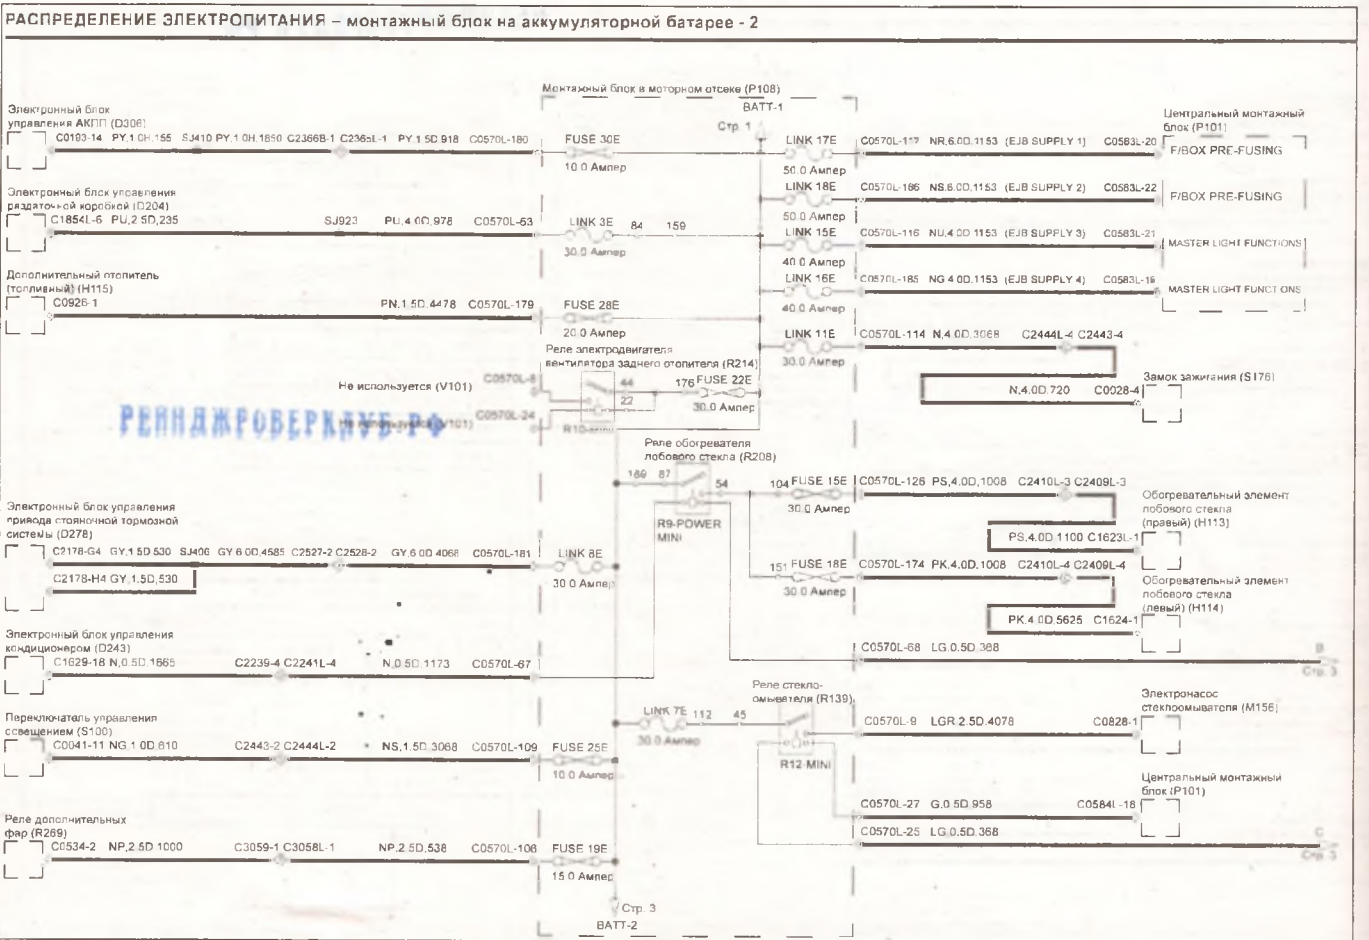 РАСПРЕДЕЛЕНИЕ ЭЛЕКТРОПИТАНИЯ – монтажный блок на аккумуляторной батарее - 2
Монтажный блок в моторном отсеке (P108)
BATT-1
Стр. 1
Электронный блок
управления АКПП (D306)
C0193-14 PY.1.0H.155 SJ410 PY.1.0H.1850 C2366B-1 C2365L-1 PY.1.5D.918 C0570L-180
FUSE 30E
10.0 Ампер
Электронный блок управления
раздаточной коробкой (D204)
C1854L-6 PU,2.5D,235 SJ923 PU,4.0D,978 C0570L-53
LINK 3E 84 159
30.0 Ампер
Дополнительный отопитель
(топливный) (H115)
C0926-1 PN.1.5D.4478 C0570L-179
FUSE 28E
20.0 Ампер
Реле электродвигателя
вентилятора заднего отопителя (R214)
Не используется (V101) C0570L-8
44
22
176 FUSE 22E
30.0 Ампер
Не используется (V101) C0570L-24
РЕНДЖРОВЕРКЛУБ.РФ
Центральный монтажный
блок (P101)
LINK 17E C0570L-117 NR,6.0D.1153 (EJB SUPPLY 1) C0583L-20 F/BOX PRE-FUSING
50.0 Ампер
LINK 18E C0570L-186 NS.6.0D.1153 (EJB SUPPLY 2) C0583L-22 F/BOX PRE-FUSING
50.0 Ампер
LINK 15E C0570L-116 NU,4.0D.1153 (EJB SUPPLY 3) C0583L-21 MASTER LIGHT FUNCTIONS
40.0 Ампер
LINK 16E C0570L-185 NG.4.0D.1153 (EJB SUPPLY 4) C0583L-19 MASTER LIGHT FUNCTIONS
40.0 Ампер
LINK 11E C0570L-114 N,4.0D,3068 C2444L-4 C2443-4
30.0 Ампер
Замок зажигания (S176)
N,4.0D.720 C0028-4
Реле обогревателя
лобового стекла (R208)
189 87
54
R9-POWER
MINI
104 FUSE 15E C0570L-126 PS,4.0D,1008 C2410L-3 C2409L-3
30.0 Ампер
Обогревательный элемент
лобового стекла
(правый) (H113)
PS,4.0D.1100 C1623L-1
151 FUSE 18E C0570L-174 PK,4.0D.1008 C2410L-4 C2409L-4
30.0 Ампер
Обогревательный элемент
лобового стекла
(левый) (H114)
PK.4.0D,5625 C1624-1
Электронный блок управления
привода стояночной тормозной
системы (D278)
C2178-G4 GY,1.5D.530 SJ406 GY.6.0D,4585 C2527-2 C2528-2 GY,6.0D.4068 C0570L-181
LINK 8E
30.0 Ампер
C2178-H4 GY,1.5D,530
Электронный блок управления
кондиционером (D243)
C1629-18 N,0.5D.1665 C2239-4 C2241L-4 N,0.5D.1173 C0570L-67
C0570L-68 LG.0.5D.368
B
Стр. 3
Переключатель управления
освещением (S100)
C0041-11 NG,1.0D,610 C2443-2 C2444L-2 NS,1.5D,3068 C0570L-109
FUSE 25E
10.0 Ампер
Реле стекло-
омывателя (R139)
LINK 7E 112 45
30.0 Ампер
R12-MINI
C0570L-9 LGR.2.5D.4078 C0828-1
Электронасос
стеклоомывателя (M156)
Центральный монтажный
блок (P101)
C0570L-27 G.0.5D.958 C0584L-18
C0570L-25 LG.0.5D.368
C
Стр. 3
Реле дополнительных
фар (R269)
C0534-2 NP,2.5D.1000 C3059-1 C3058L-1 NP.2.5D,538 C0570L-106
FUSE 19E
15.0 Ампер
Стр. 3
BATT-2